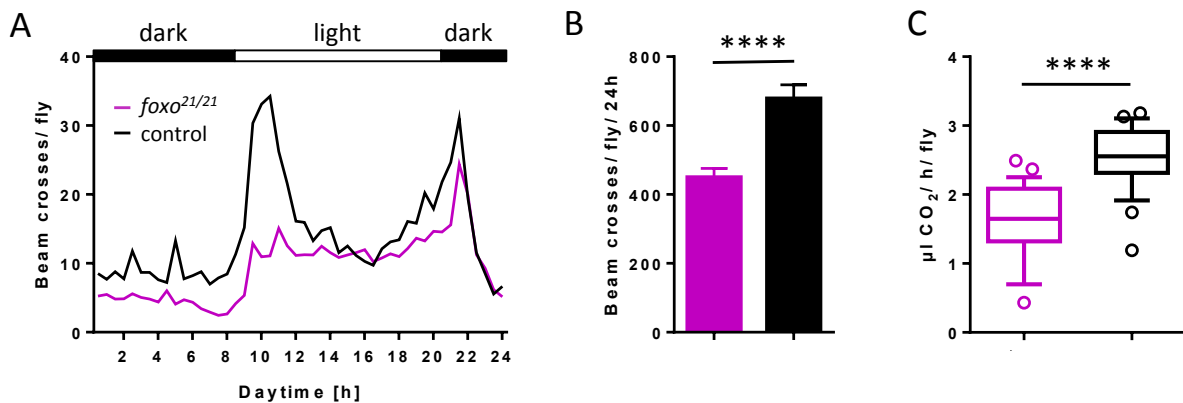 A
dark
light
dark
40
30
20
10
0
foxo21/21
control
Beam crosses/ fly
2 4 6 8 10 12 14 16 18 20 22 24
Daytime [h]
B
****
800
600
400
200
0
Beam crosses/ fly/ 24h
C
****
4
3
2
1
0
µl CO2/ h/ fly